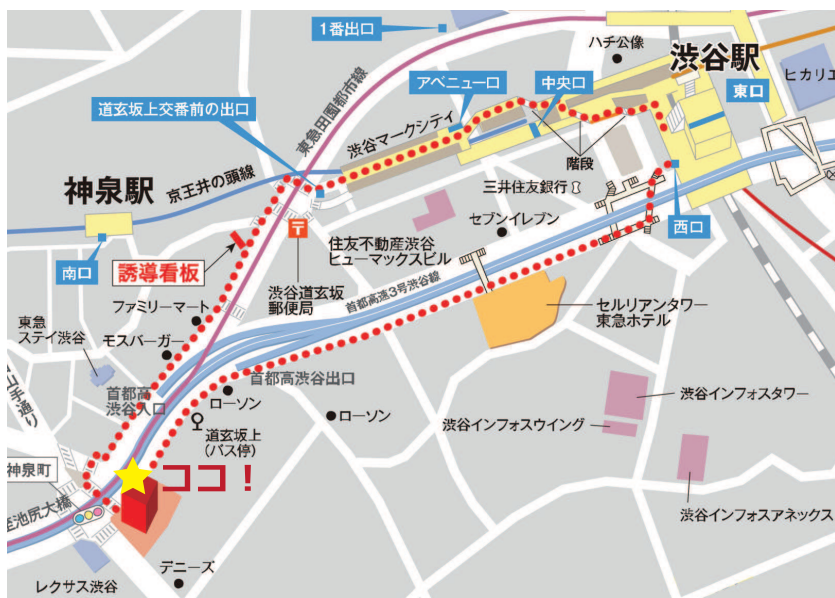 1番出口
ハチ公像
渋谷駅
ヒカリエ
東口
アベニュー口
中央口
道玄坂上交番前の出口
東急田園都市線
渋谷マークシティ
階段
神泉駅
京王井の頭線
三井住友銀行
セブンイレブン
西口
南口
誘導看板
渋谷道玄坂
郵便局
住友不動産渋谷
ヒューマックスビル
首都高速3号渋谷線
ファミリーマート
セルリアンタワー
東急ホテル
東急
ステイ渋谷
モスバーガー
首都高
渋谷入口
首都高渋谷出口
山手通り
ローソン
ローソン
道玄坂上
(バス停)
渋谷インフォスタワー
渋谷インフォスウイング
神泉町
ココ!
至池尻大橋
渋谷インフォスアネックス
デニーズ
レクサス渋谷